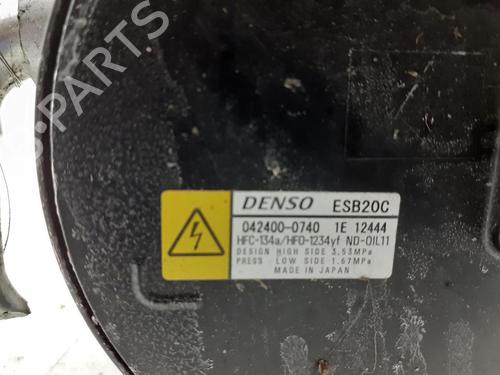 B-PARTS
DENSO ESB20C
042400-0740 1E 12444
HFC-134a/HFO-1234yf ND-OIL11
DESIGN HIGH SIDE 3.53MPa
PRESS LOW SIDE 1.67MPa
MADE IN JAPAN